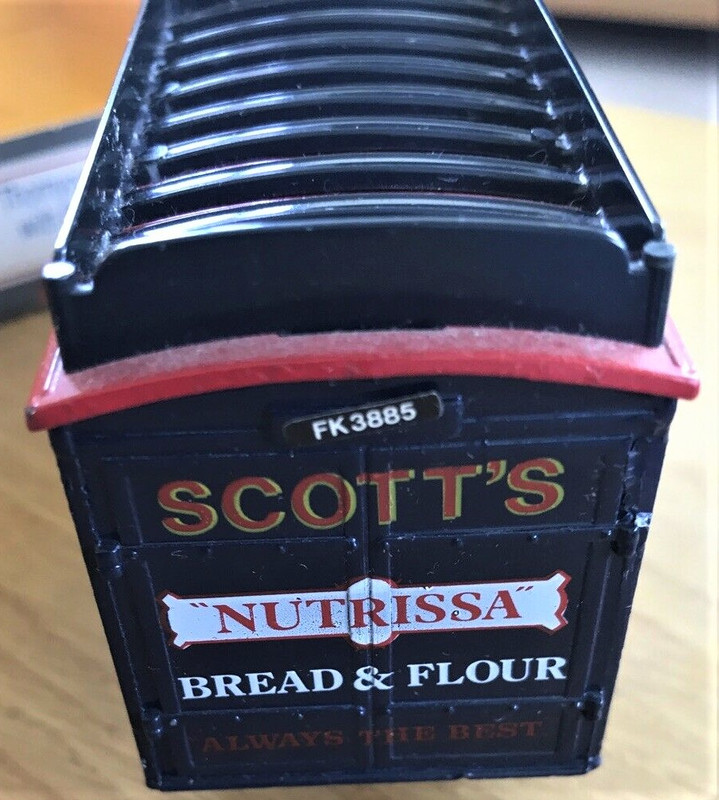 FK3885
SCOTT'S
"NUTRISSA"
BREAD & FLOUR
ALWAYS THE BEST